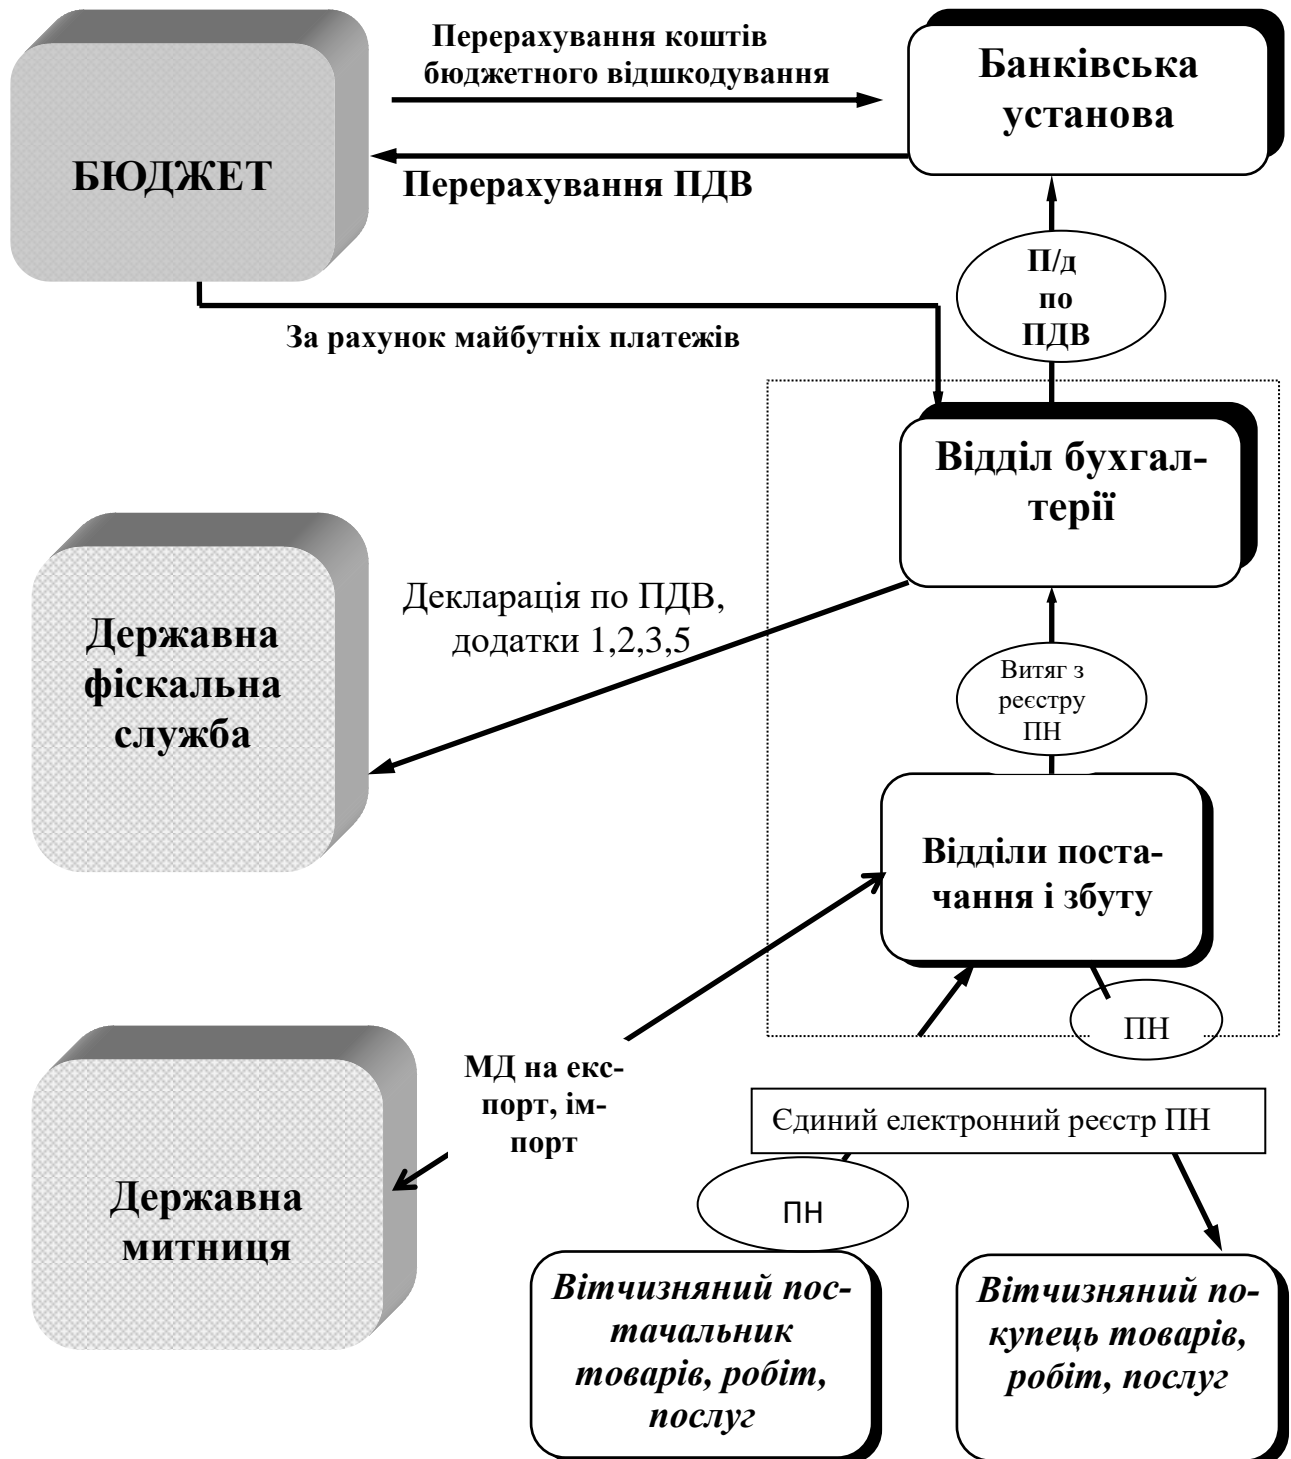 Перерахування коштів
бюджетного відшкодування
Банківська
установа
БЮДЖЕТ
Перерахування ПДВ
П/д
по
ПДВ
За рахунок майбутніх платежів
Відділ бухгал-
терії
Декларація по ПДВ,
додатки 1,2,3,5
Державна
фіскальна
служба
Витяг з
реєстру
ПН
Відділи поста-
чання і збуту
ПН
МД на екс-
порт, ім-
порт
Єдиний електронний реєстр ПН
Державна
митниця
ПН
Вітчизняний пос-
тачальник
товарів, робіт,
послуг
Вітчизняний по-
купець товарів,
робіт, послуг